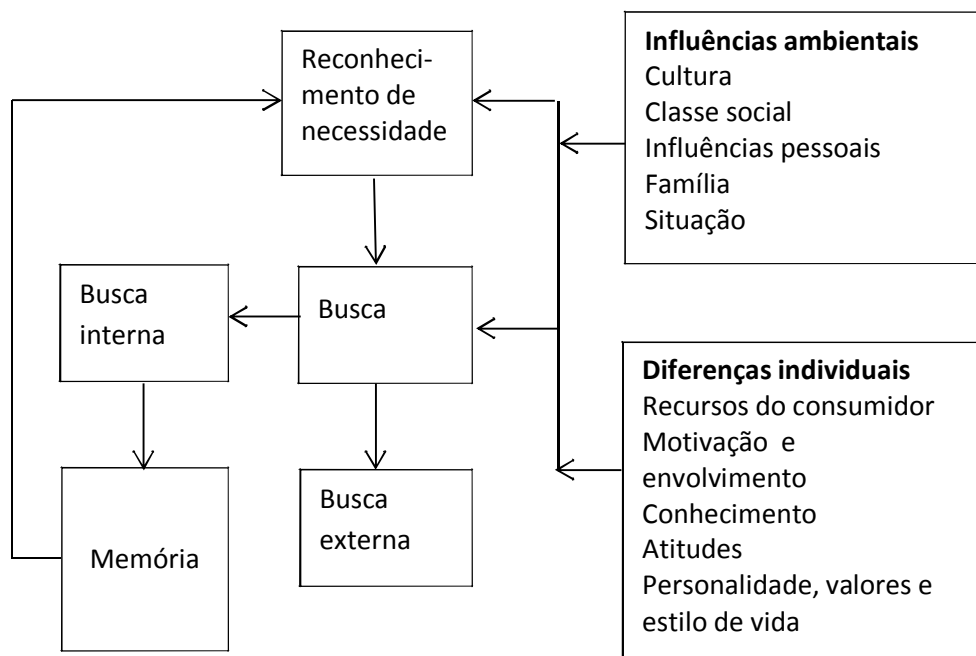 Reconheci-
mento de
necessidade
Influências ambientais
Cultura
Classe social
Influências pessoais
Família
Situação
Busca
interna
Busca
Diferenças individuais
Recursos do consumidor
Motivação e
envolvimento
Conhecimento
Atitudes
Personalidade, valores e
estilo de vida
Memória
Busca
externa